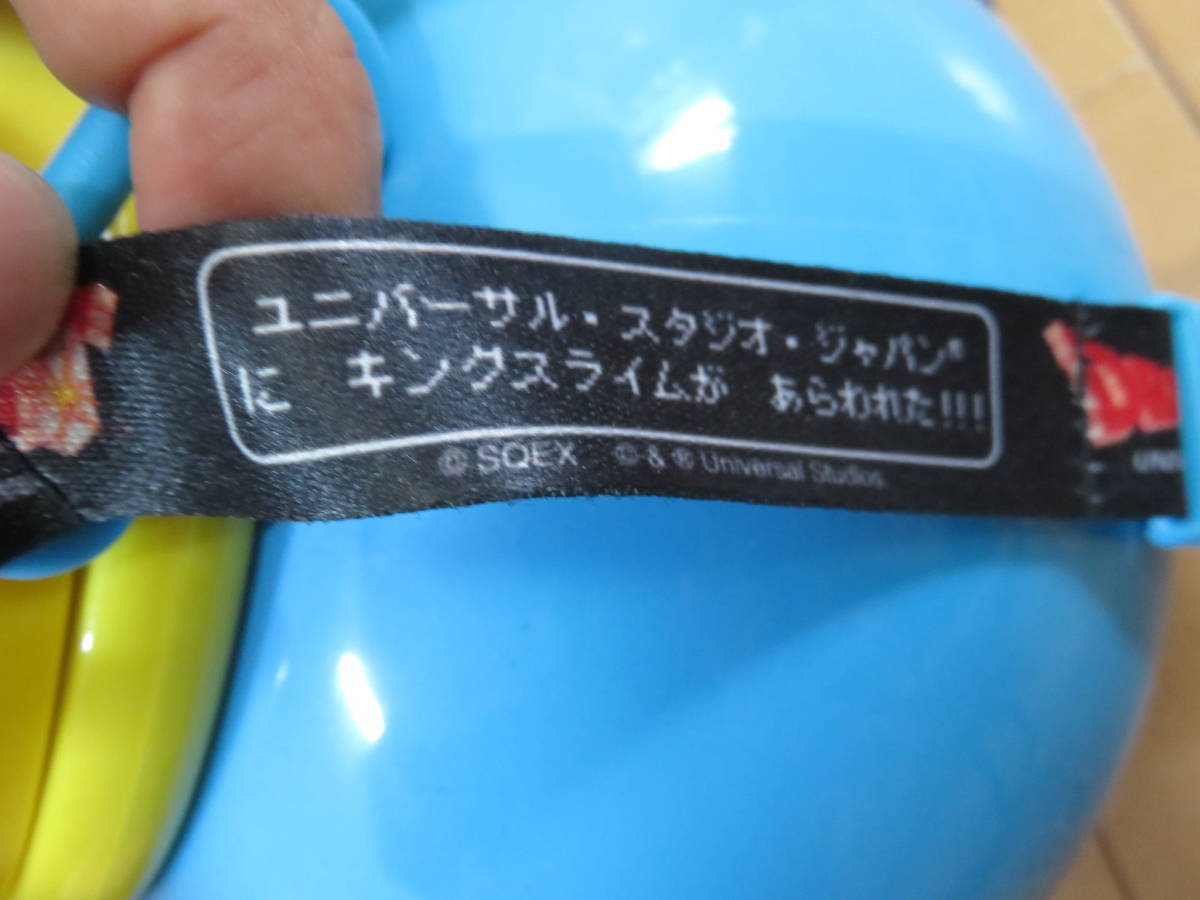 ユニバーサル・スタジオ・ジャパン®
に　キングスライムが　あらわれた!!!
© SQEX © & ® Universal Studios.